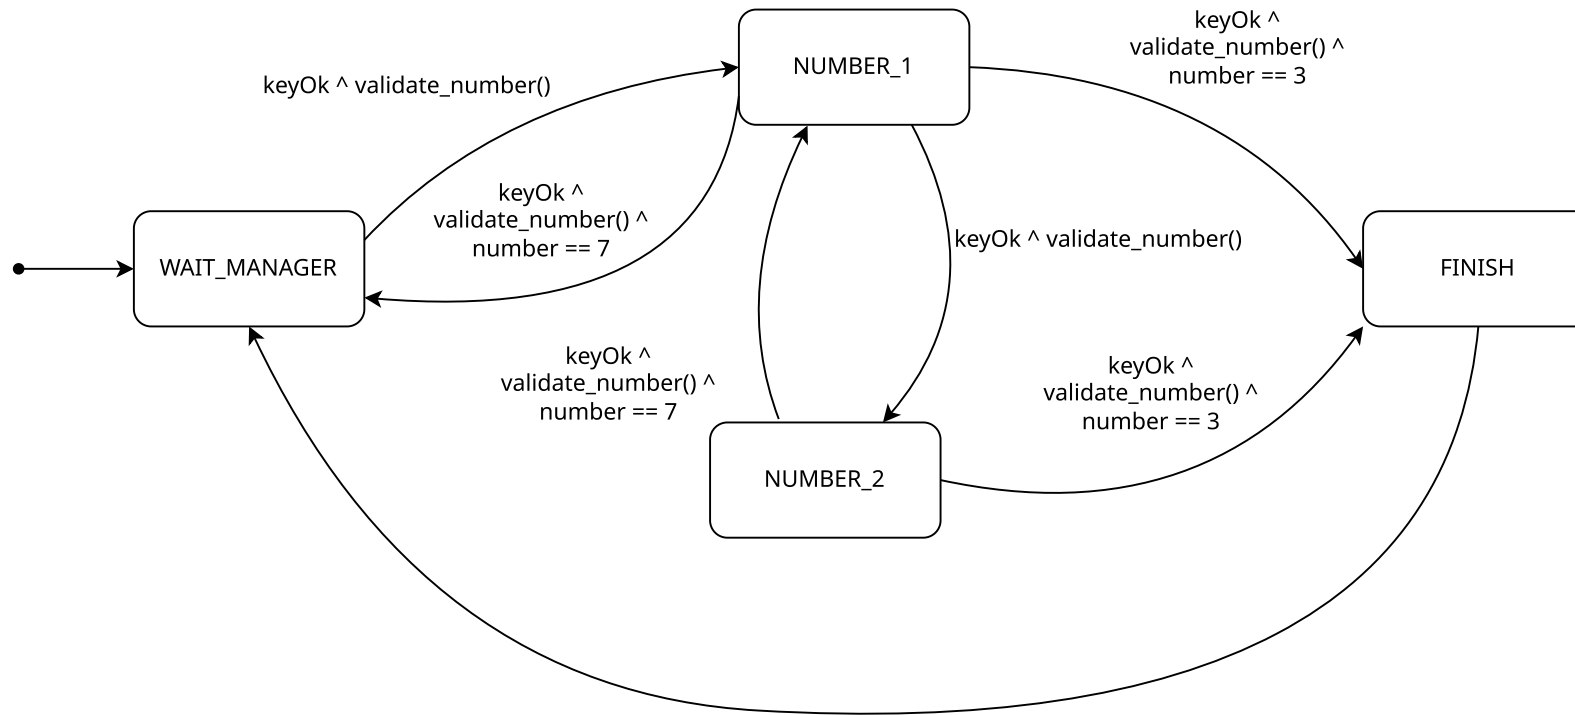 keyOk ^
validate_number() ^
number == 3
NUMBER_1
keyOk ^ validate_number()
keyOk ^
validate_number() ^
number == 7
keyOk ^ validate_number()
WAIT_MANAGER
FINISH
keyOk ^
validate_number() ^
number == 7
keyOk ^
validate_number() ^
number == 3
NUMBER_2